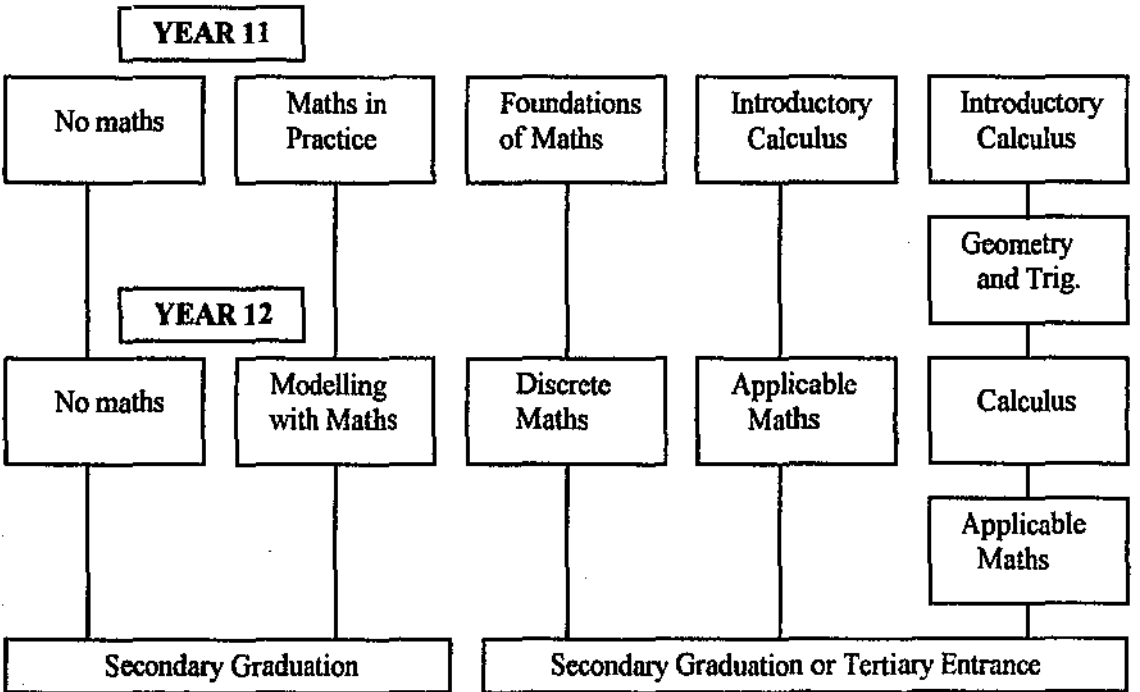 YEAR 11
No maths
Maths in
Practice
Foundations
of Maths
Introductory
Calculus
Introductory
Calculus
Geometry
and Trig.
YEAR 12
No maths
Modelling
with Maths
Discrete
Maths
Applicable
Maths
Calculus
Applicable
Maths
Secondary Graduation
Secondary Graduation or Tertiary Entrance